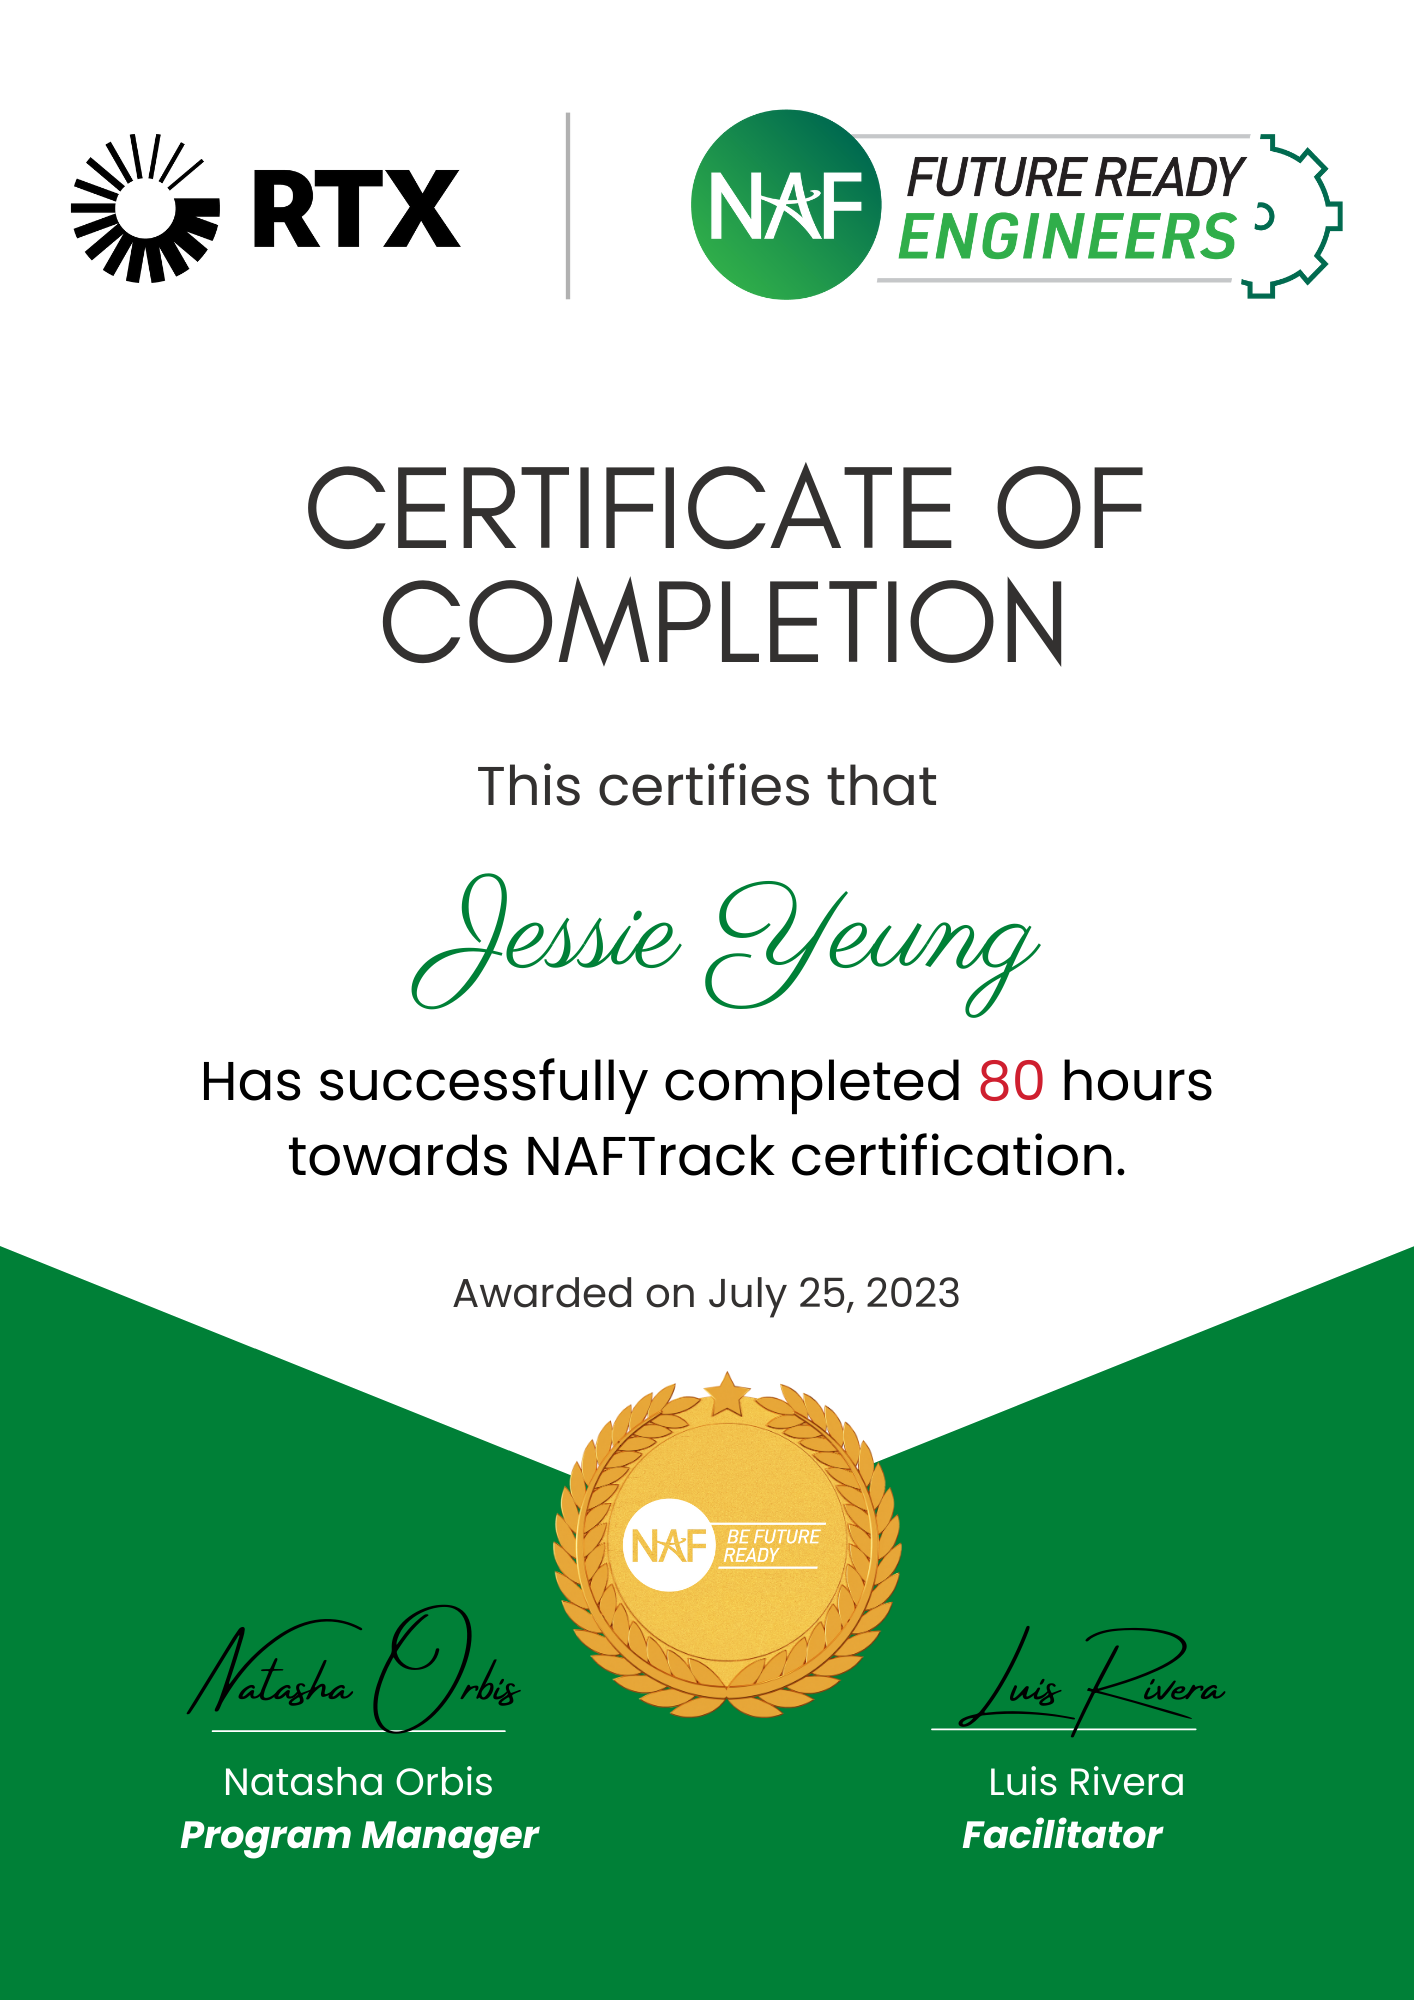 RTX
NAF
FUTURE READY
ENGINEERS
CERTIFICATE OF
COMPLETION
This certifies that
Jessie Yeung
Has successfully completed 80 hours
towards NAFTrack certification.
Awarded on July 25, 2023
NAF
BE FUTURE
READY
Natasha Orbis
Luis Rivera
Natasha Orbis
Luis Rivera
Program Manager
Facilitator